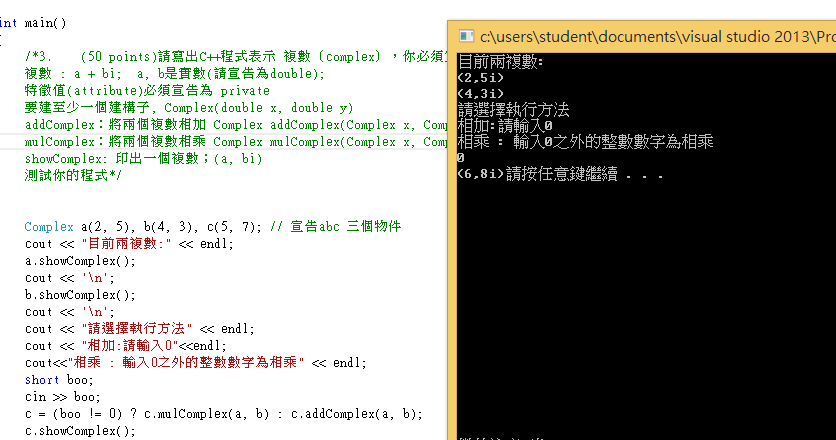 int main()
{
/*3. (50 points)請寫出C++程式表示 複數〔complex〕，你必須
複數 : a + bi; a, b是實數(請宣告為double);
特徵值(attribute)必須宣告為 private
要建至少一個建構子, Complex(double x, double y)
addComplex：將兩個複數相加 Complex addComplex(Complex x, Com
mulComplex：將兩個複數相乘 Complex mulComplex(Complex x, Com
showComplex: 印出一個複數；(a, bi)
測試你的程式*/
Complex a(2, 5), b(4, 3), c(5, 7); // 宣告abc 三個物件
cout << "目前兩複數:" << endl;
a.showComplex();
cout << '\n';
b.showComplex();
cout << '\n';
cout << "請選擇執行方法" << endl;
cout << "相加:請輸入0"<<endl;
cout<<"相乘 : 輸入0之外的整數數字為相乘" << endl;
short boo;
cin >> boo;
c = (boo != 0) ? c.mulComplex(a, b) : c.addComplex(a, b);
c.showComplex();
c:\users\student\documents\visual studio 2013\Pro
目前兩複數:
(2,5i)
(4,3i)
請選擇執行方法
相加:請輸入0
相乘 : 輸入0之外的整數數字為相乘
0
(6,8i)請按任意鍵繼續 . . .